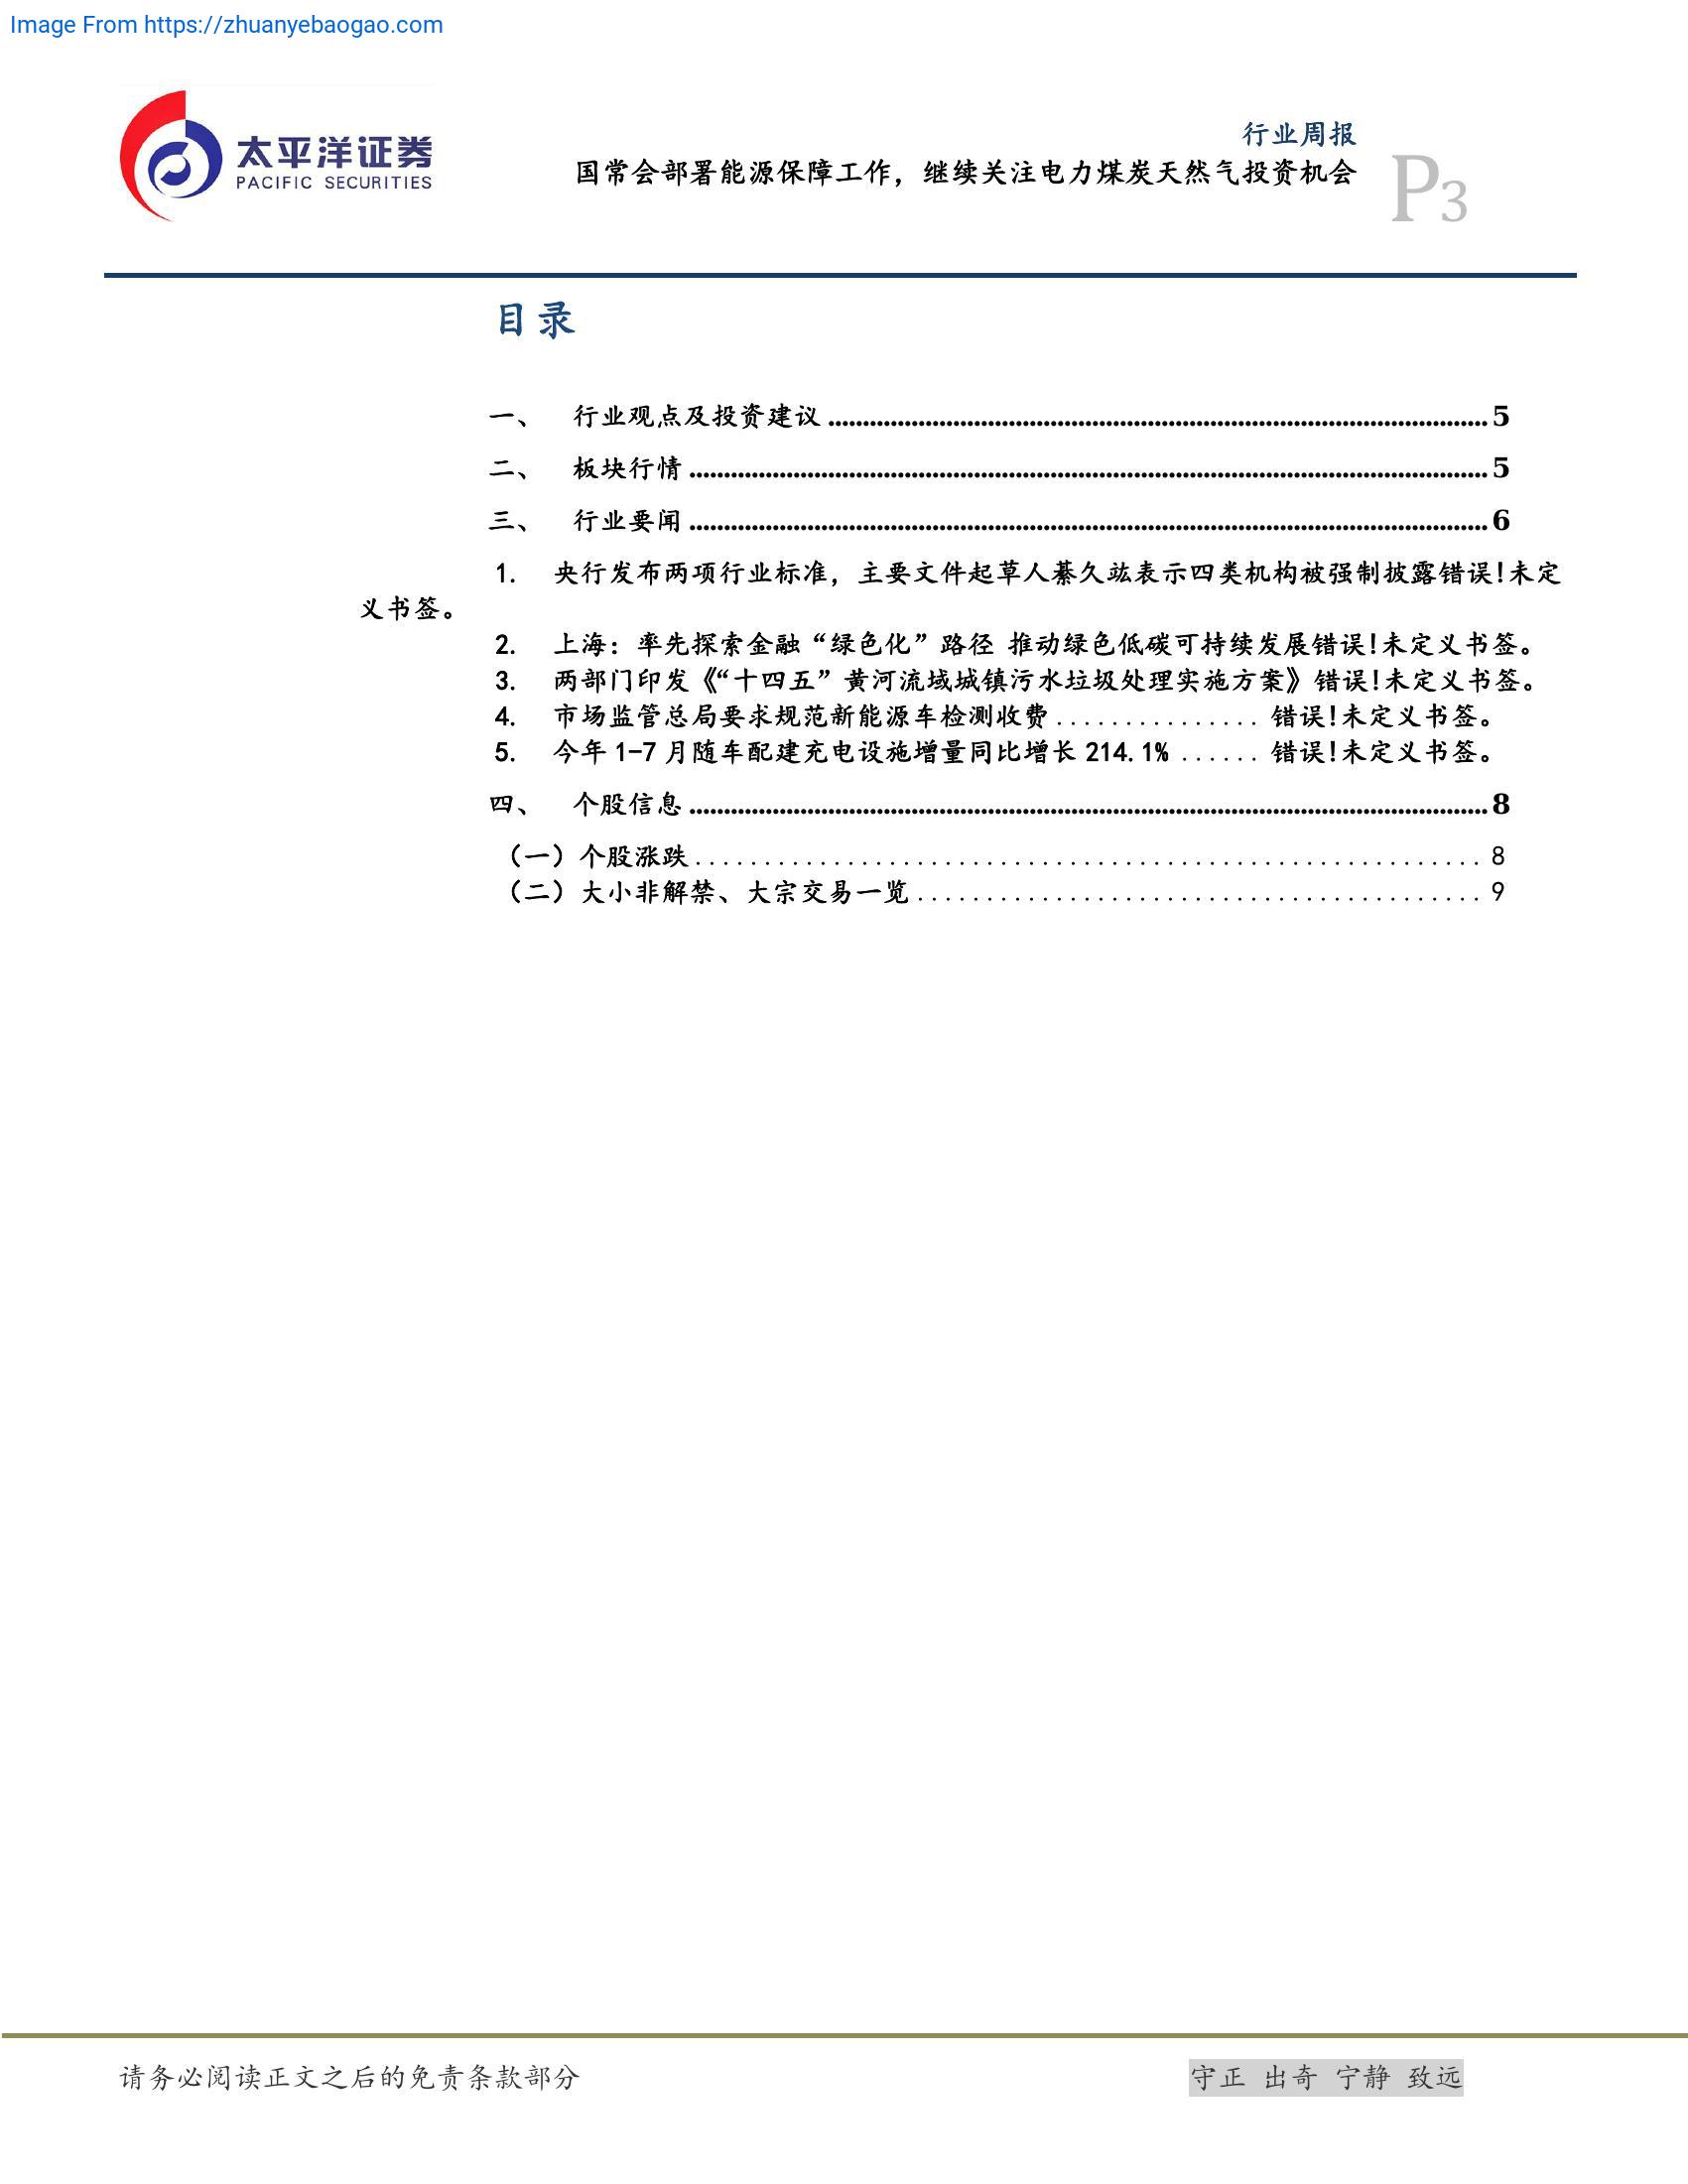 Image From https://zhuanyebaogao.com
太平洋证券
PACIFIC SECURITIES
行业周报
国常会部署能源保障工作，继续关注电力煤炭天然气投资机会
P3
目录
一、 行业观点及投资建议 ........................................ 5
二、 板块行情 ........................................ 5
三、 行业要闻 ........................................ 6
1. 央行发布两项行业标准，主要文件起草人綦久竑表示四类机构被强制披露错误!未定
义书签。
2. 上海：率先探索金融“绿色化”路径 推动绿色低碳可持续发展错误!未定义书签。
3. 两部门印发《“十四五”黄河流域城镇污水垃圾处理实施方案》错误!未定义书签。
4. 市场监管总局要求规范新能源车检测收费 ............... 错误!未定义书签。
5. 今年 1-7 月随车配建充电设施增量同比增长 214.1% ...... 错误!未定义书签。
四、 个股信息 ........................................ 8
（一）个股涨跌 ........................................ 8
（二）大小非解禁、大宗交易一览 ........................................ 9
请务必阅读正文之后的免责条款部分
守正 出奇 宁静 致远